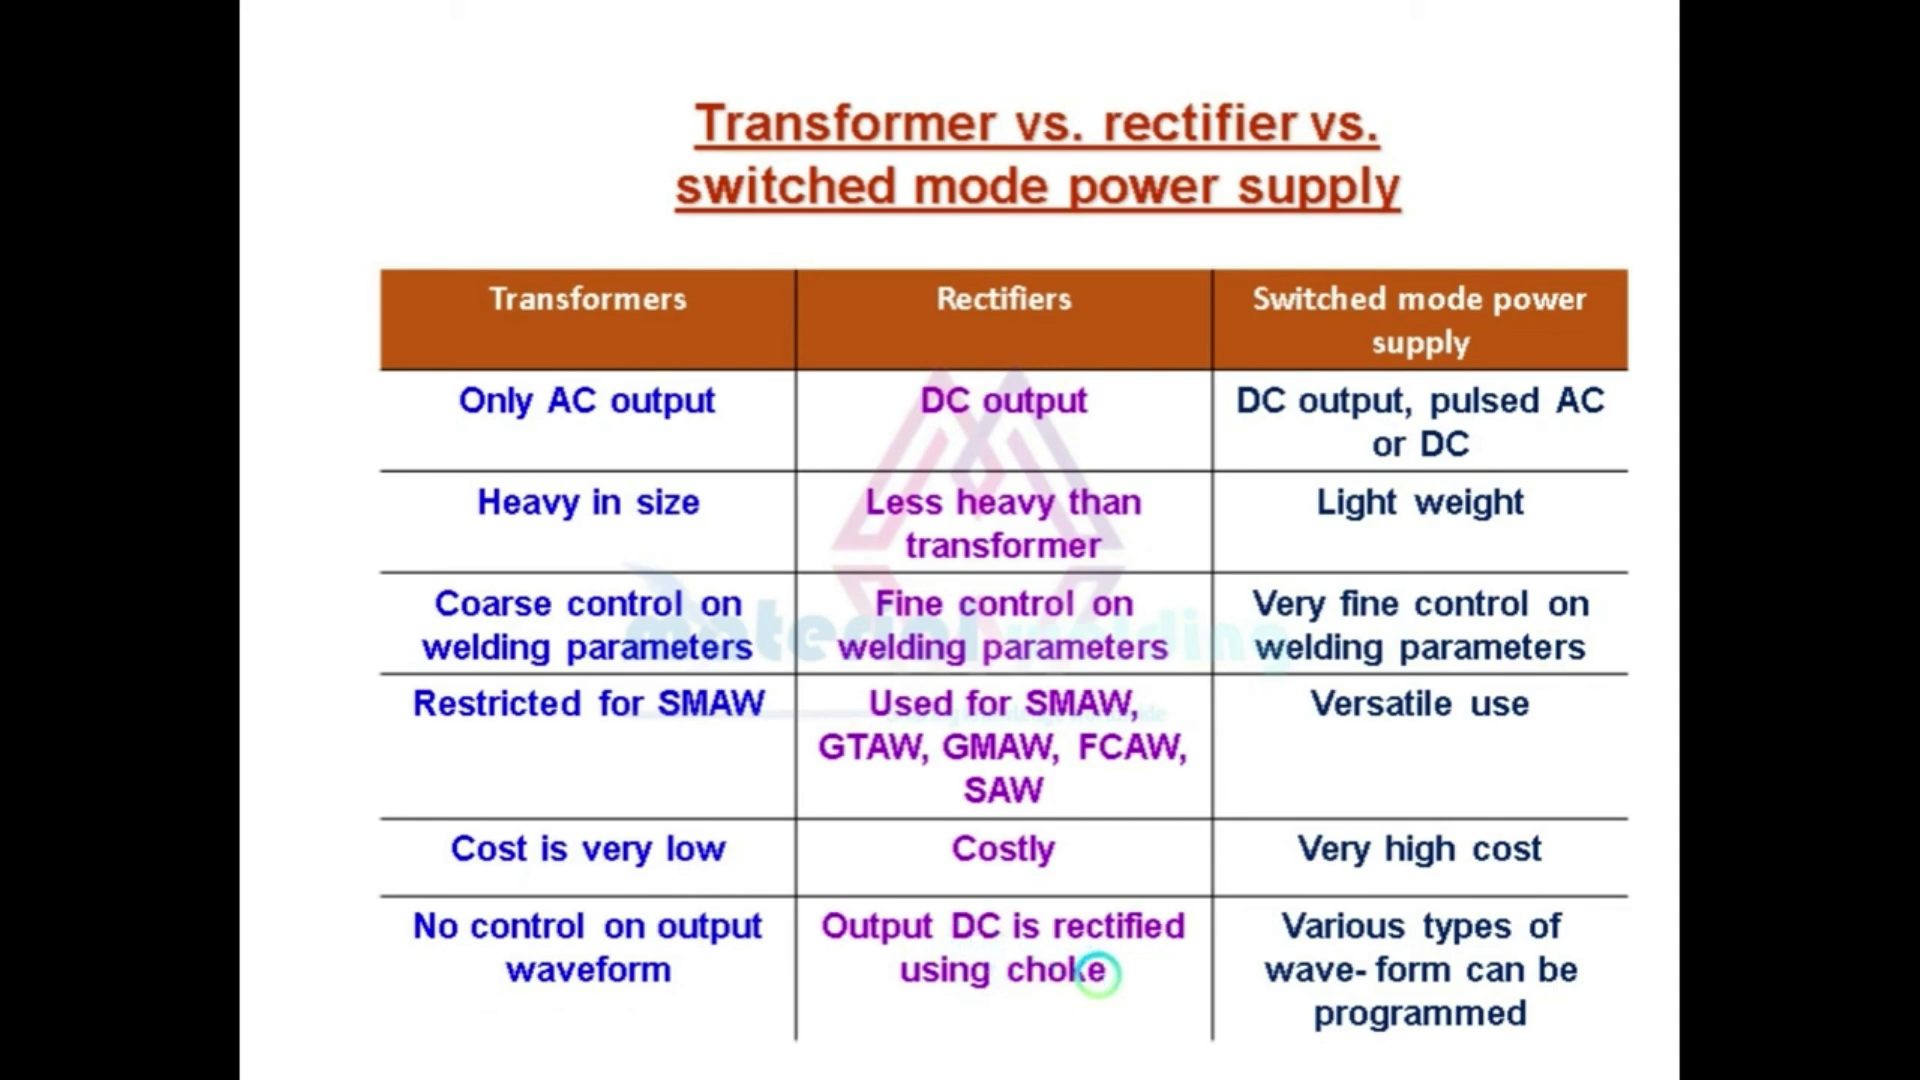 Transformer vs. rectifier vs.
switched mode power supply
Transformers
Rectifiers
Switched mode power
supply
Only AC output
DC output
DC output, pulsed AC
or DC
Heavy in size
Less heavy than
transformer
Light weight
Coarse control on
welding parameters
Fine control on
welding parameters
Very fine control on
welding parameters
Restricted for SMAW
Used for SMAW,
GTAW, GMAW, FCAW,
SAW
Versatile use
Cost is very low
Costly
Very high cost
No control on output
waveform
Output DC is rectified
using choke
Various types of
wave- form can be
programmed
material welding